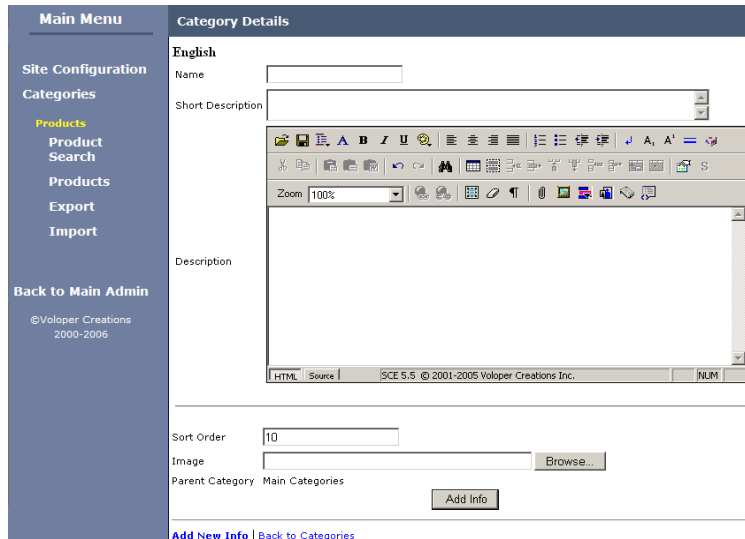 Main Menu
Category Details
English
Site Configuration
Name
Categories
Short Description
Products
Product
Search
Products
Zoom 100%
Export
Import
Description
Back to Main Admin
©Voloper Creations
2000-2006
HTML Source SCE 5.5 © 2001-2005 Voloper Creations Inc. NUM
Sort Order 10
Image Browse...
Parent Category Main Categories
Add Info
Add New Info | Back to Categories